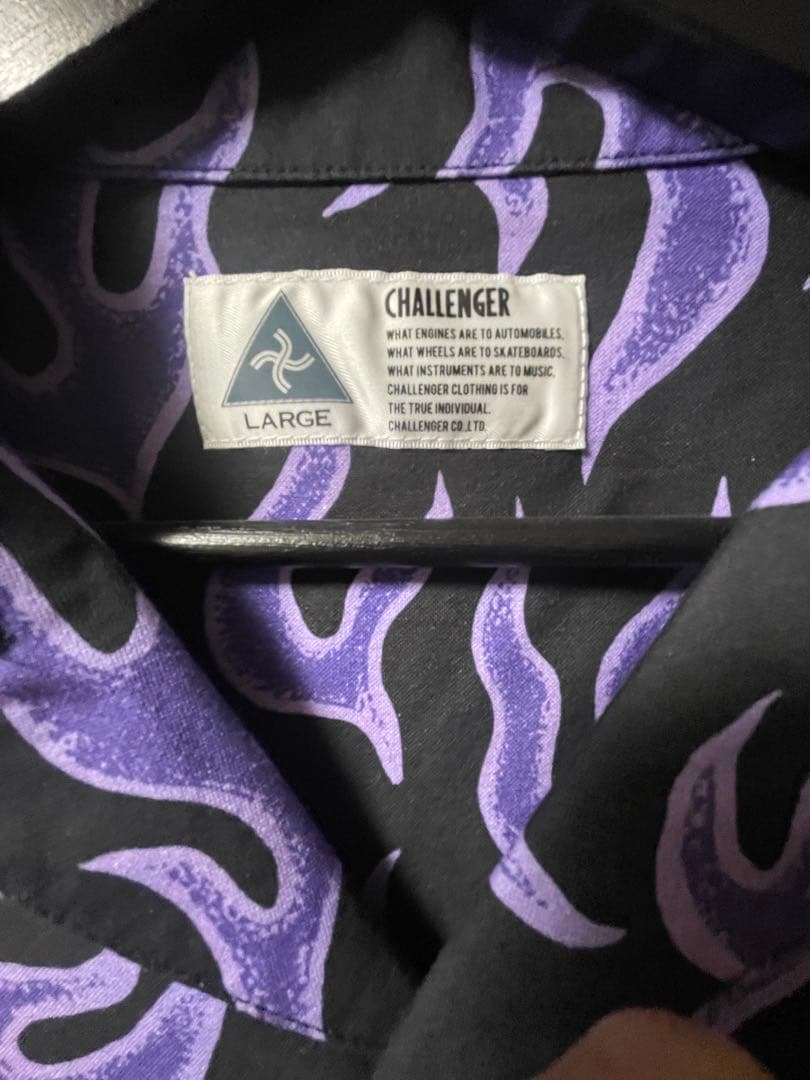 CHALLENGER
WHAT ENGINES ARE TO AUTOMOBILES,
WHAT WHEELS ARE TO SKATEBOARDS,
WHAT INSTRUMENTS ARE TO MUSIC,
CHALLENGER CLOTHING IS FOR
THE TRUE INDIVIDUAL.
CHALLENGER CO.,LTD.
LARGE